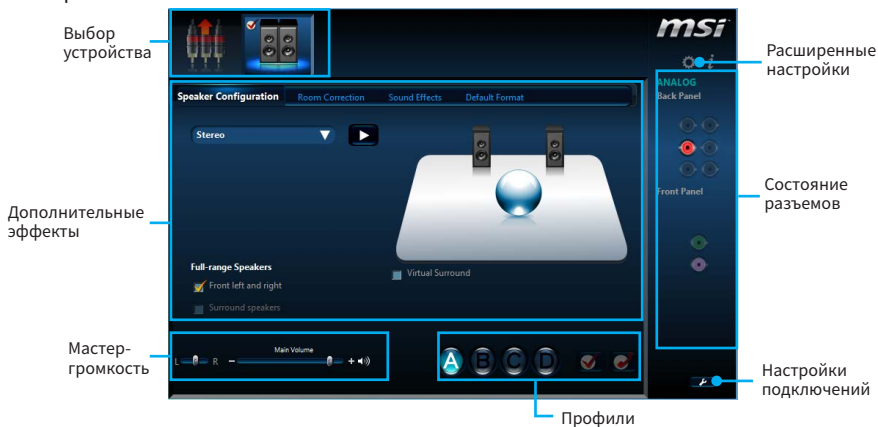 Выбор
устройства
msi
i
Расширенные
настройки
ANALOG
Back Panel
Speaker Configuration
Room Correction
Sound Effects
Default Format
Stereo
Состояние
разъемов
Front Panel
Дополнительные
эффекты
Full-range Speakers
Front left and right
Surround speakers
Virtual Surround
Мастер-
громкость
Main Volume
L R - +
A B C D
Настройки
подключений
Профили